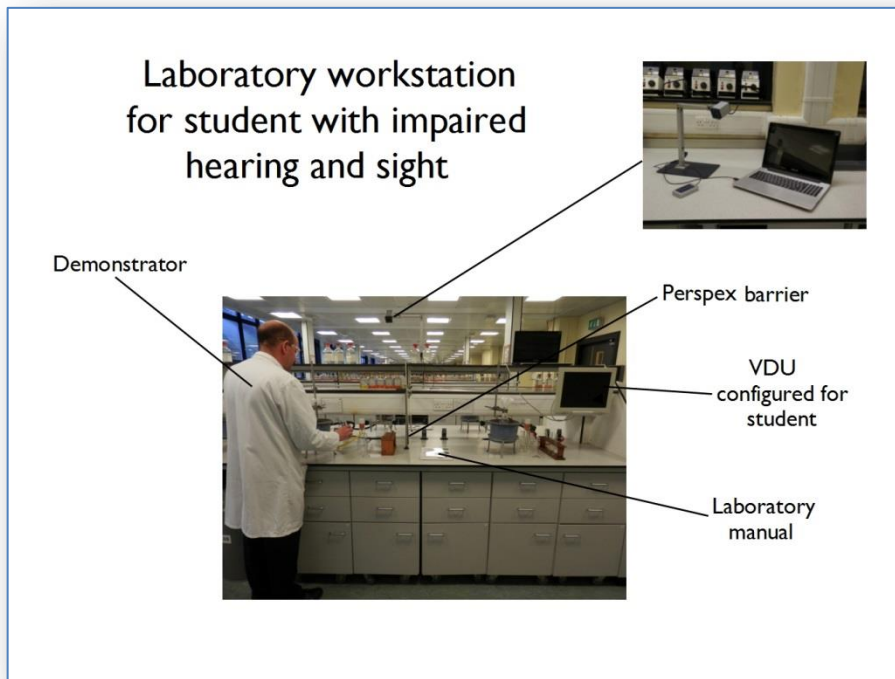 Laboratory workstation
for student with impaired
hearing and sight
Demonstrator
Perspex barrier
VDU
configured for
student
Laboratory
manual